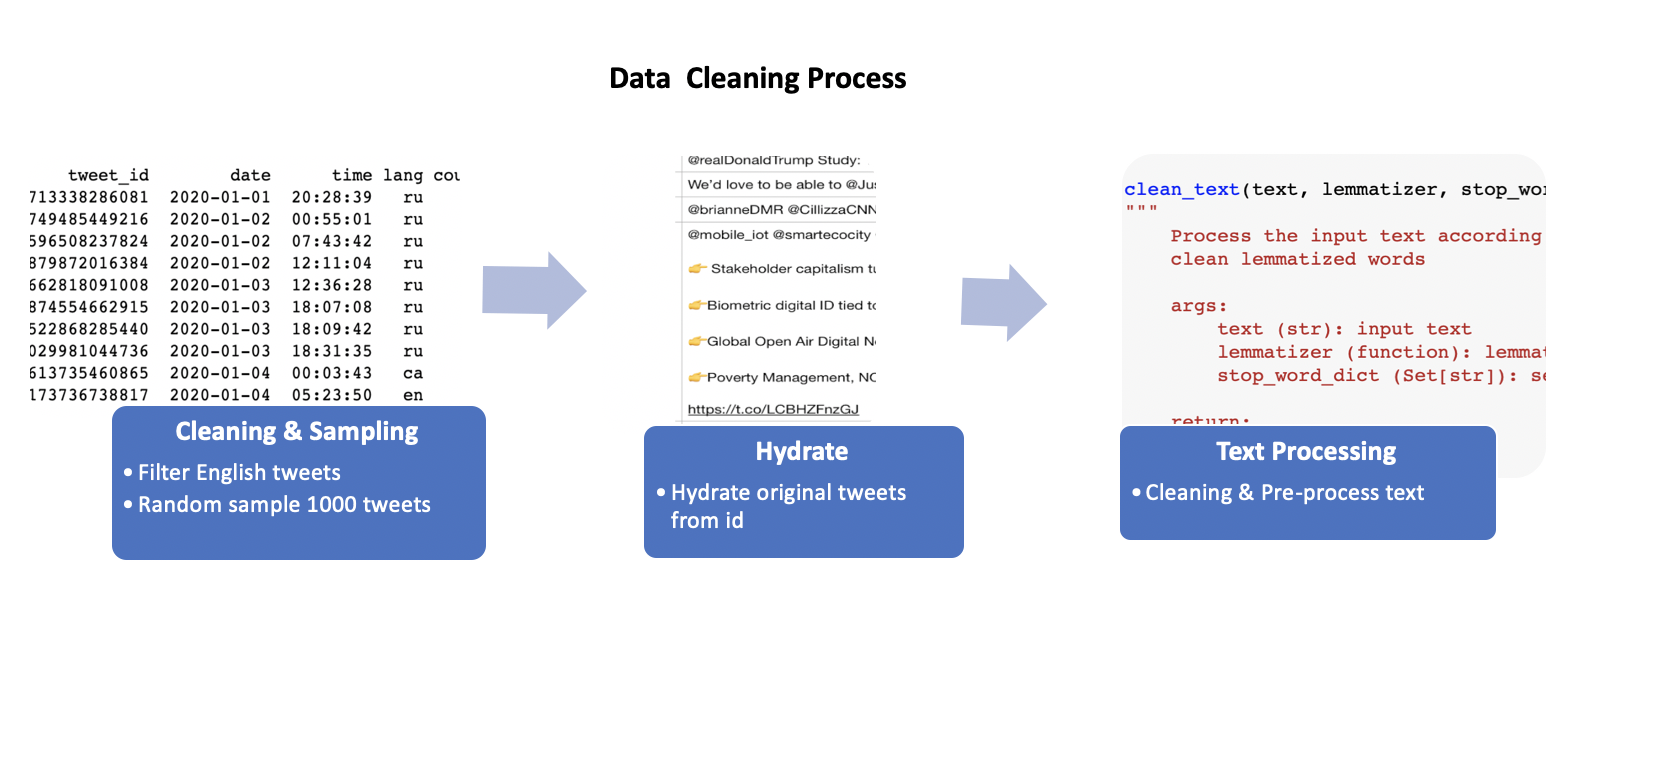 Data  Cleaning Process
tweet_id date time lang
713338286081 2020-01-01 20:28:39 ru
749485449216 2020-01-02 00:55:01 ru
596508237824 2020-01-02 07:43:42 ru
879872016384 2020-01-02 12:11:04 ru
662818091008 2020-01-03 12:36:28 ru
874554662915 2020-01-03 18:07:08 ru
522868285440 2020-01-03 18:09:42 ru
029981044736 2020-01-03 18:31:35 ru
613735460865 2020-01-04 00:03:43 ca
173736738817 2020-01-04 05:23:50 en
Cleaning & Sampling
• Filter English tweets
• Random sample 1000 tweets
@realDonaldTrump Study:
We'd love to be able to
@brianneDMR @CillizzaCNN
@mobile_iot @smartecocity
👉 Stakeholder capitalism
👉Biometric digital ID tied
👉Global Open Air Digital
👉Poverty Management,
https://t.co/LCBHZFnzGJ
Hydrate
• Hydrate original tweets
from id
clean_text(text, lemmatizer,
"""
Process the input text according
clean lemmatized words
args:
text (str): input text
lemmatizer (function):
stop_word_dict (Set[str]):
return:
Text Processing
• Cleaning & Pre-process text